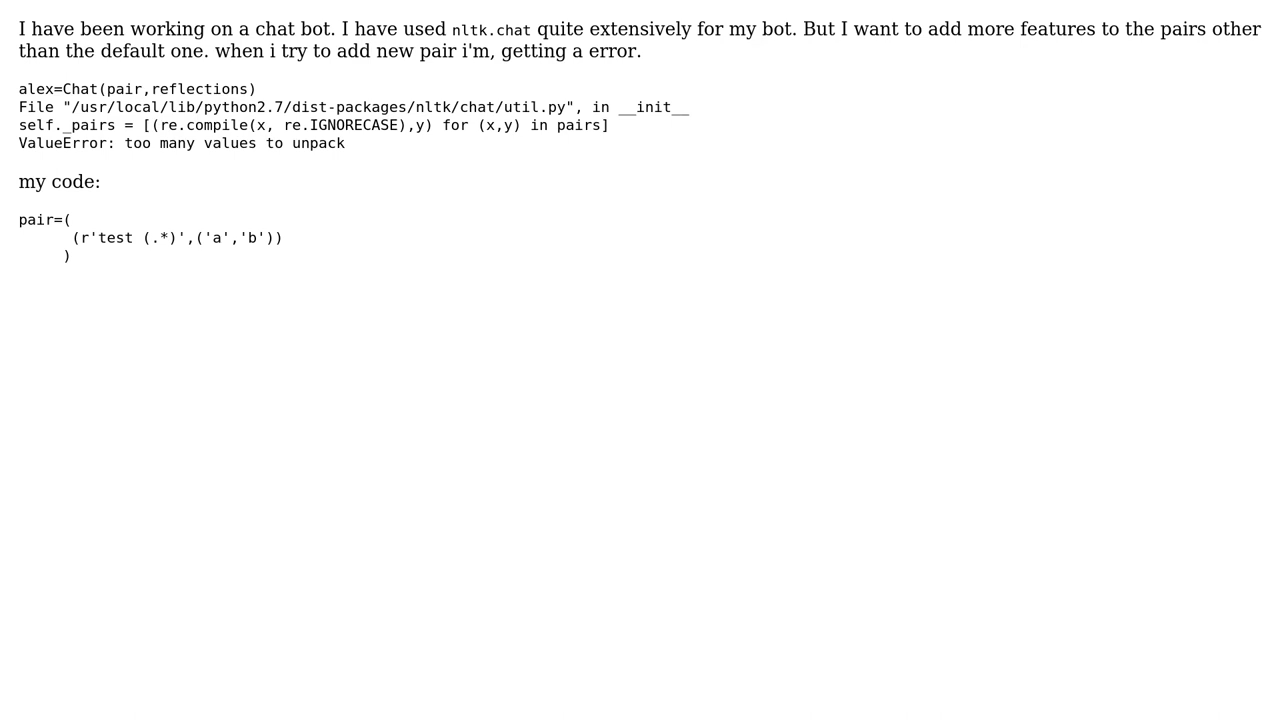 I have been working on a chat bot. I have used nltk.chat quite extensively for my bot. But I want to add more features to the pairs other
than the default one. when i try to add new pair i'm, getting a error.
alex=Chat(pair,reflections)
File "/usr/local/lib/python2.7/dist-packages/nltk/chat/util.py", in __init__
self._pairs = [(re.compile(x, re.IGNORECASE),y) for (x,y) in pairs]
ValueError: too many values to unpack
my code:
pair=(
      (r'test (.*)',('a','b'))
     )